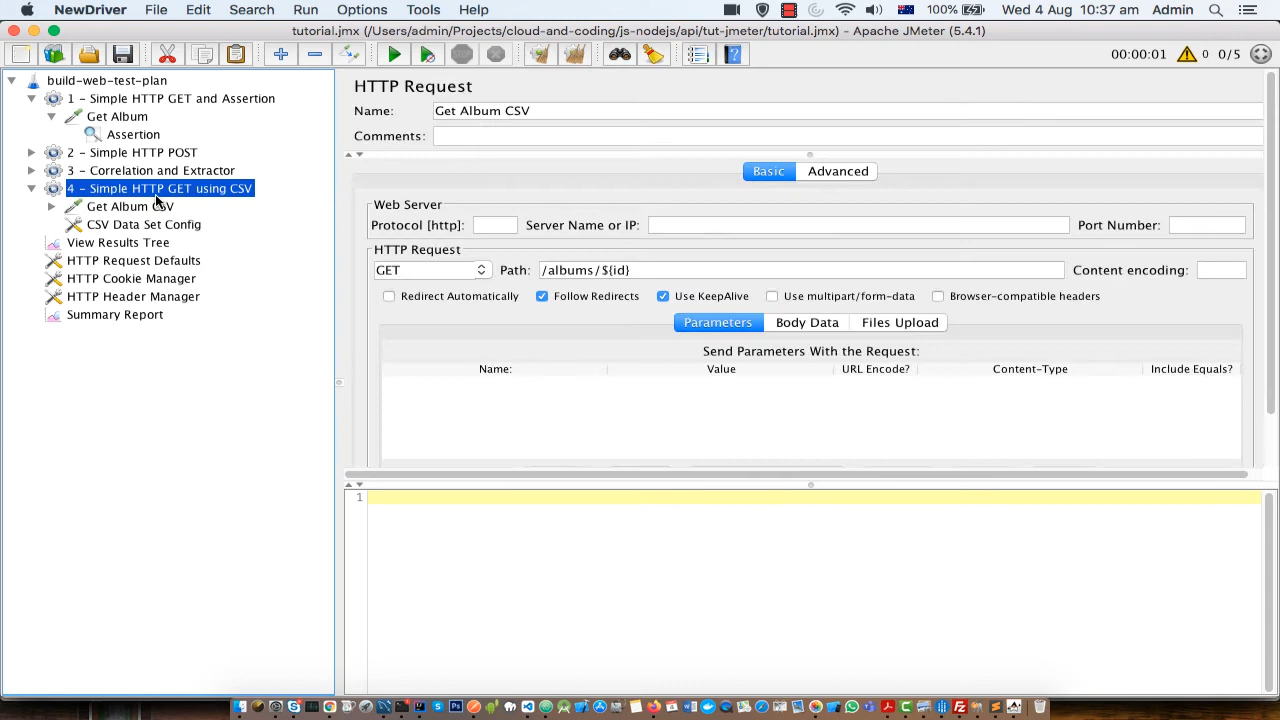 NewDriver File Edit Search Run Options Tools Help 100% Wed 4 Aug 10:37 am Admin
tutorial.jmx (/Users/admin/Projects/cloud-and-coding/js-nodejs/api/tut-jmeter/tutorial.jmx) - Apache JMeter (5.4.1)
00:00:01 0 0/5
build-web-test-plan
1 - Simple HTTP GET and Assertion
Get Album
Assertion
2 - Simple HTTP POST
3 - Correlation and Extractor
4 - Simple HTTP GET using CSV
Get Album CSV
CSV Data Set Config
View Results Tree
HTTP Request Defaults
HTTP Cookie Manager
HTTP Header Manager
Summary Report
HTTP Request
Name: Get Album CSV
Comments:
Basic Advanced
Web Server
Protocol [http]: Server Name or IP: Port Number:
HTTP Request
GET Path: /albums/${id} Content encoding:
Redirect Automatically Follow Redirects Use KeepAlive Use multipart/form-data Browser-compatible headers
Parameters Body Data Files Upload
Send Parameters With the Request:
Name: Value URL Encode? Content-Type Include Equals?
1